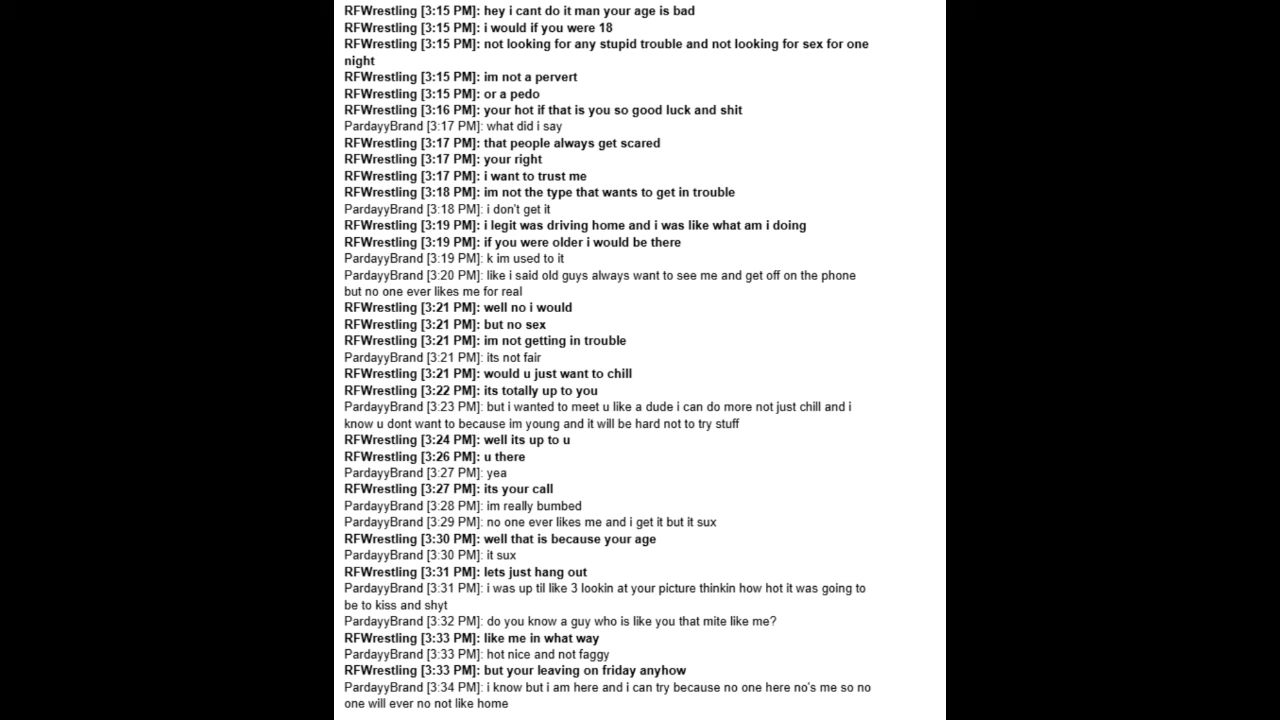 RFWrestling [3:15 PM]: hey i cant do it man your age is bad
RFWrestling [3:15 PM]: i would if you were 18
RFWrestling [3:15 PM]: not looking for any stupid trouble and not looking for sex for one
night
RFWrestling [3:15 PM]: im not a pervert
RFWrestling [3:15 PM]: or a pedo
RFWrestling [3:16 PM]: your hot if that is you so good luck and shit
PardayyBrand [3:17 PM]: what did i say
RFWrestling [3:17 PM]: that people always get scared
RFWrestling [3:17 PM]: your right
RFWrestling [3:17 PM]: i want to trust me
RFWrestling [3:18 PM]: im not the type that wants to get in trouble
PardayyBrand [3:18 PM]: i don't get it
RFWrestling [3:19 PM]: i legit was driving home and i was like what am i doing
RFWrestling [3:19 PM]: if you were older i would be there
PardayyBrand [3:19 PM]: k im used to it
PardayyBrand [3:20 PM]: like i said old guys always want to see me and get off on the phone
but no one ever likes me for real
RFWrestling [3:21 PM]: well no i would
RFWrestling [3:21 PM]: but no sex
RFWrestling [3:21 PM]: im not getting in trouble
PardayyBrand [3:21 PM]: its not fair
RFWrestling [3:21 PM]: would u just want to chill
RFWrestling [3:22 PM]: its totally up to you
PardayyBrand [3:23 PM]: but i wanted to meet u like a dude i can do more not just chill and i
know u dont want to because im young and it will be hard not to try stuff
RFWrestling [3:24 PM]: well its up to u
RFWrestling [3:26 PM]: u there
PardayyBrand [3:27 PM]: yea
RFWrestling [3:27 PM]: its your call
PardayyBrand [3:28 PM]: im really bumbed
PardayyBrand [3:29 PM]: no one ever likes me and i get it but it sux
RFWrestling [3:30 PM]: well that is because your age
PardayyBrand [3:30 PM]: it sux
RFWrestling [3:31 PM]: lets just hang out
PardayyBrand [3:31 PM]: i was up til like 3 lookin at your picture thinkin how hot it was going to
be to kiss and shyt
PardayyBrand [3:32 PM]: do you know a guy who is like you that mite like me?
RFWrestling [3:33 PM]: like me in what way
PardayyBrand [3:33 PM]: hot nice and not faggy
RFWrestling [3:33 PM]: but your leaving on friday anyhow
PardayyBrand [3:34 PM]: i know but i am here and i can try because no one here no's me so no
one will ever no not like home